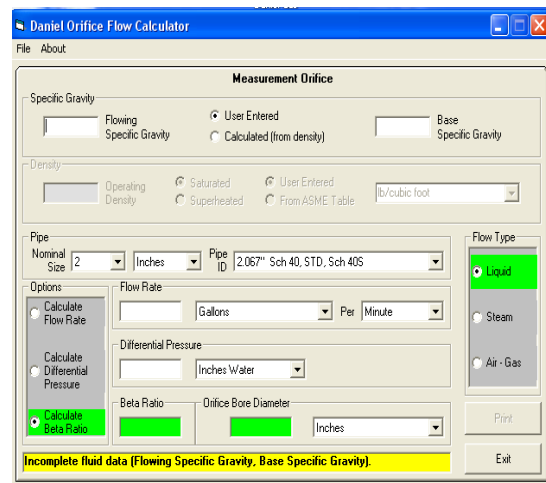 Daniel Orifice Flow Calculator
File About
Measurement Orifice
Specific Gravity
Flowing Specific Gravity
User Entered
Calculated (from density)
Base Specific Gravity
Density
Operating Density
Saturated
Superheated
User Entered
From ASME Table
lb/cubic foot
Pipe
Nominal Size 2 Inches Pipe ID 2.067" Sch 40, STD, Sch 40S
Flow Type
Liquid
Steam
Air - Gas
Options
Calculate Flow Rate
Calculate Differential Pressure
Calculate Beta Ratio
Flow Rate
Gallons Per Minute
Differential Pressure
Inches Water
Beta Ratio
Orifice Bore Diameter
Inches
Print
Exit
Incomplete fluid data (Flowing Specific Gravity, Base Specific Gravity).